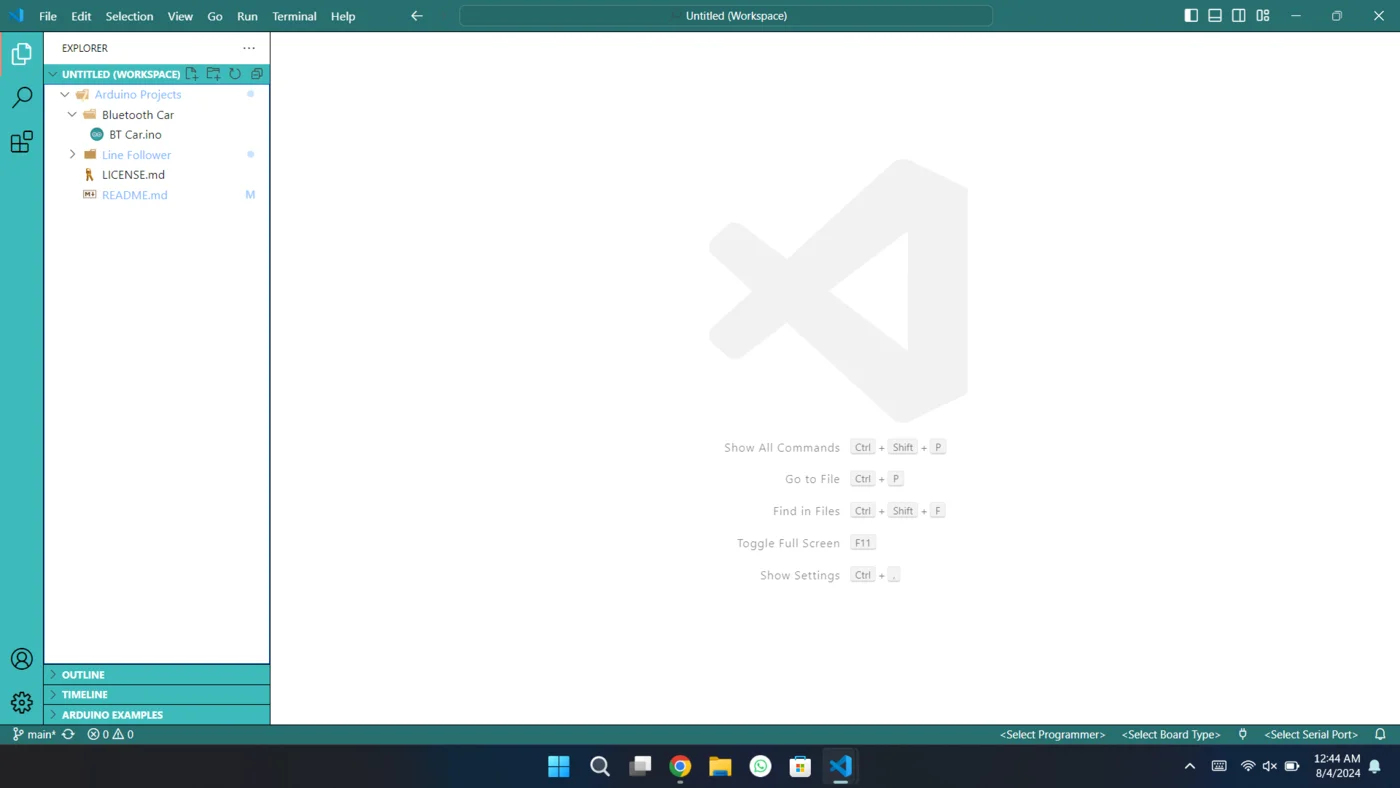 File Edit Selection View Go Run Terminal Help
Untitled (Workspace)
EXPLORER
UNTITLED (WORKSPACE)
Arduino Projects
Bluetooth Car
BT Car.ino
Line Follower
LICENSE.md
README.md M
Show All Commands Ctrl + Shift + P
Go to File Ctrl + P
Find in Files Ctrl + Shift + F
Toggle Full Screen F11
Show Settings Ctrl + .
OUTLINE
TIMELINE
ARDUINO EXAMPLES
main* 0 0 <Select Programmer> <Select Board Type> <Select Serial Port>
12:44 AM
8/4/2024